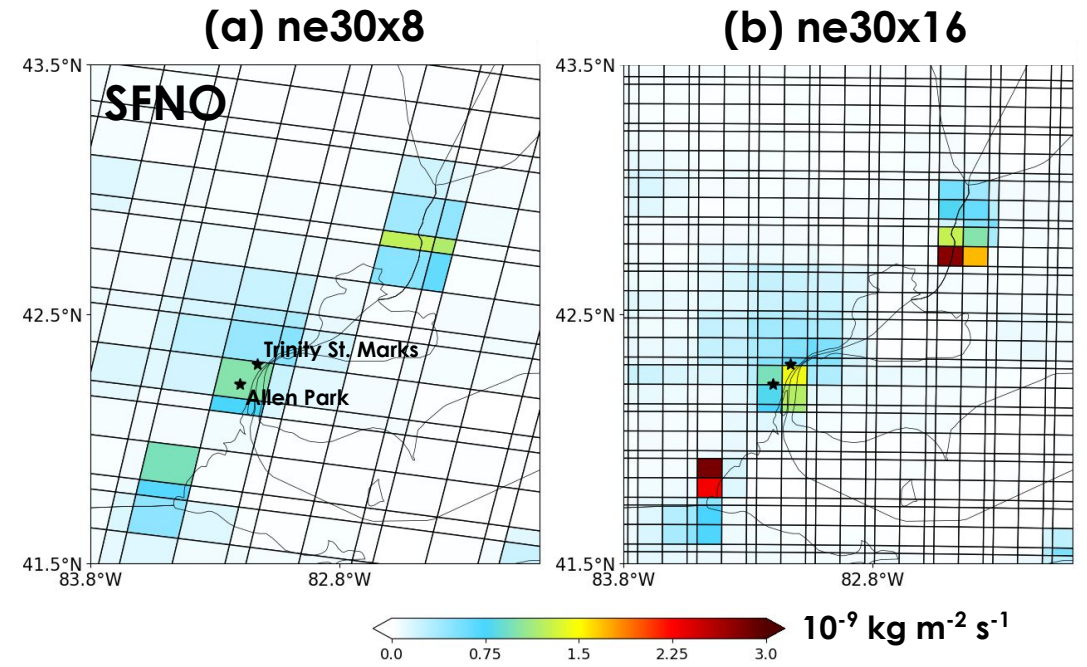 (a) ne30x8
(b) ne30x16
43.5°N
43.5°N
SFNO
42.5°N
42.5°N
Trinity St. Marks
Allen Park
41.5°N
41.5°N
83.8°W
82.8°W
83.8°W
82.8°W
10-9 kg m-2 s-1
0.0
0.75
1.5
2.25
3.0